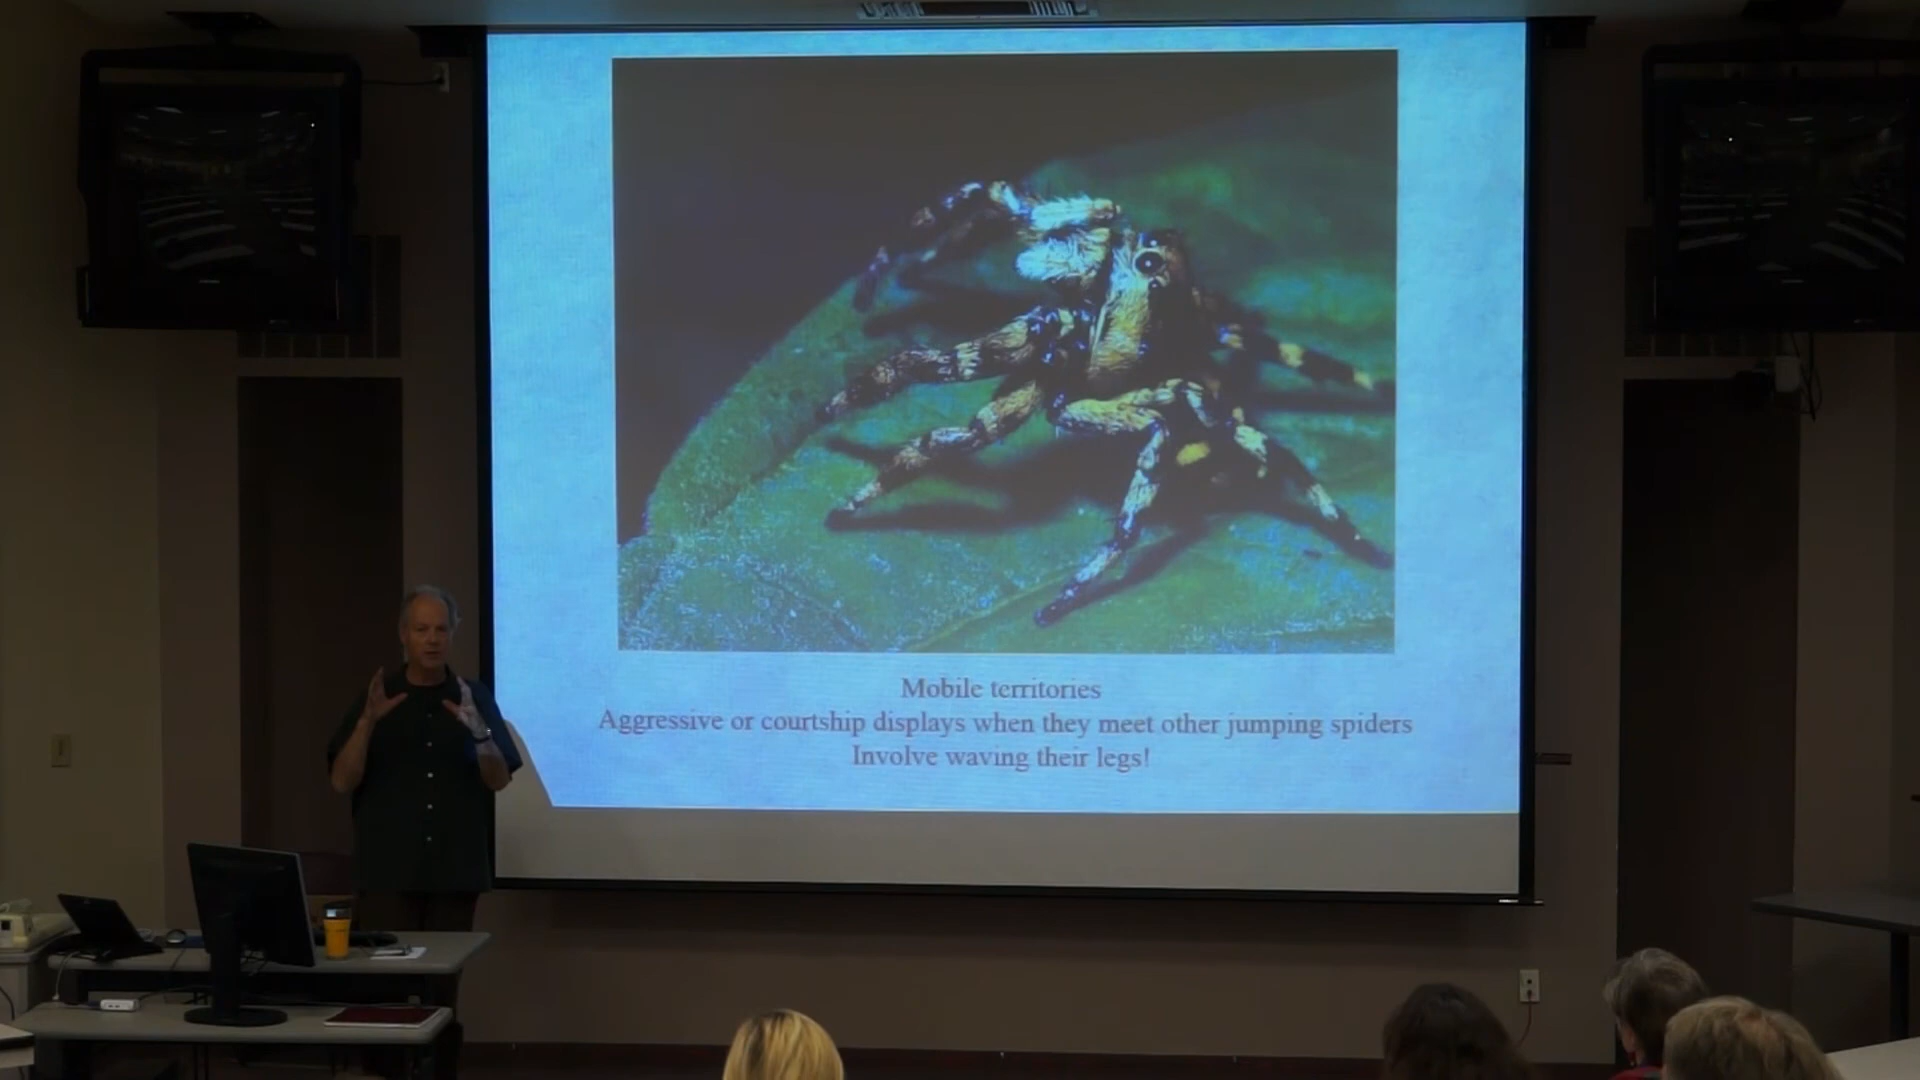 Mobile territories
Aggressive or courtship displays when they meet other jumping spiders
Involve waving their legs!